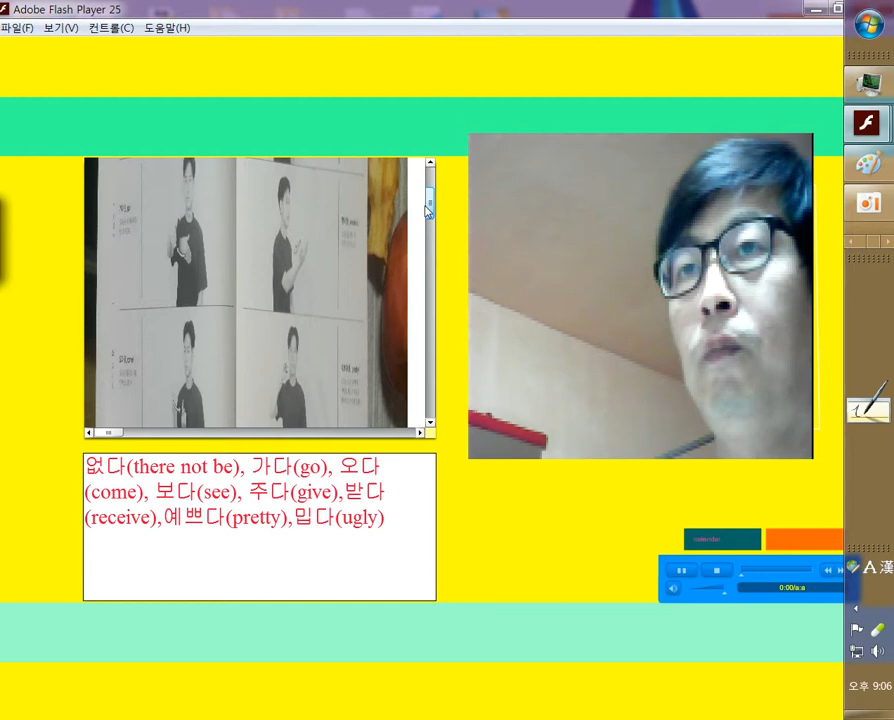 Adobe Flash Player 25
파일(F) 보기(V) 컨트롤(C) 도움말(H)
없다(there not be), 가다(go), 오다
(come), 보다(see), 주다(give),받다
(receive),예쁘다(pretty),밉다(ugly)
calendar
0:00/a:a
A 漢
오후 9:06